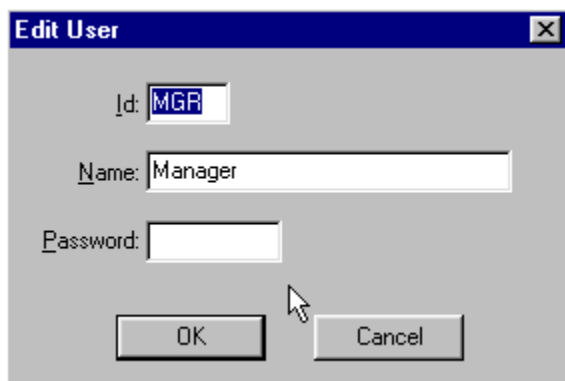 Edit User
Id: MGR
Name: Manager
Password:
OK Cancel